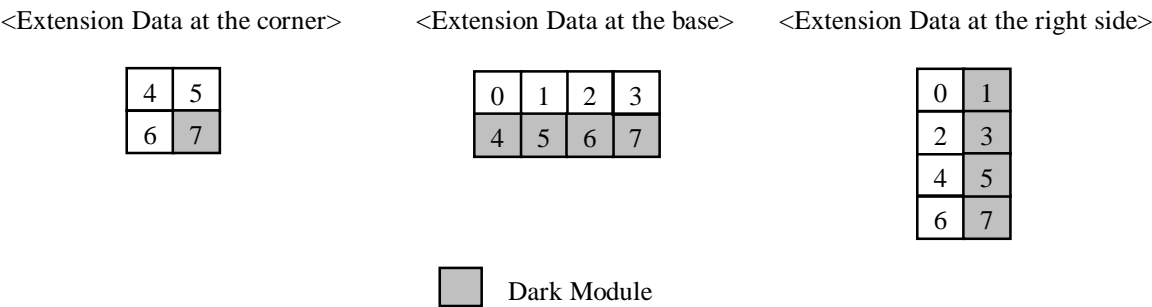 <Extension Data at the corner> <Extension Data at the base> <Extension Data at the right side>
4 5
6 7
0 1 2 3
4 5 6 7
0 1
2 3
4 5
6 7
Dark Module